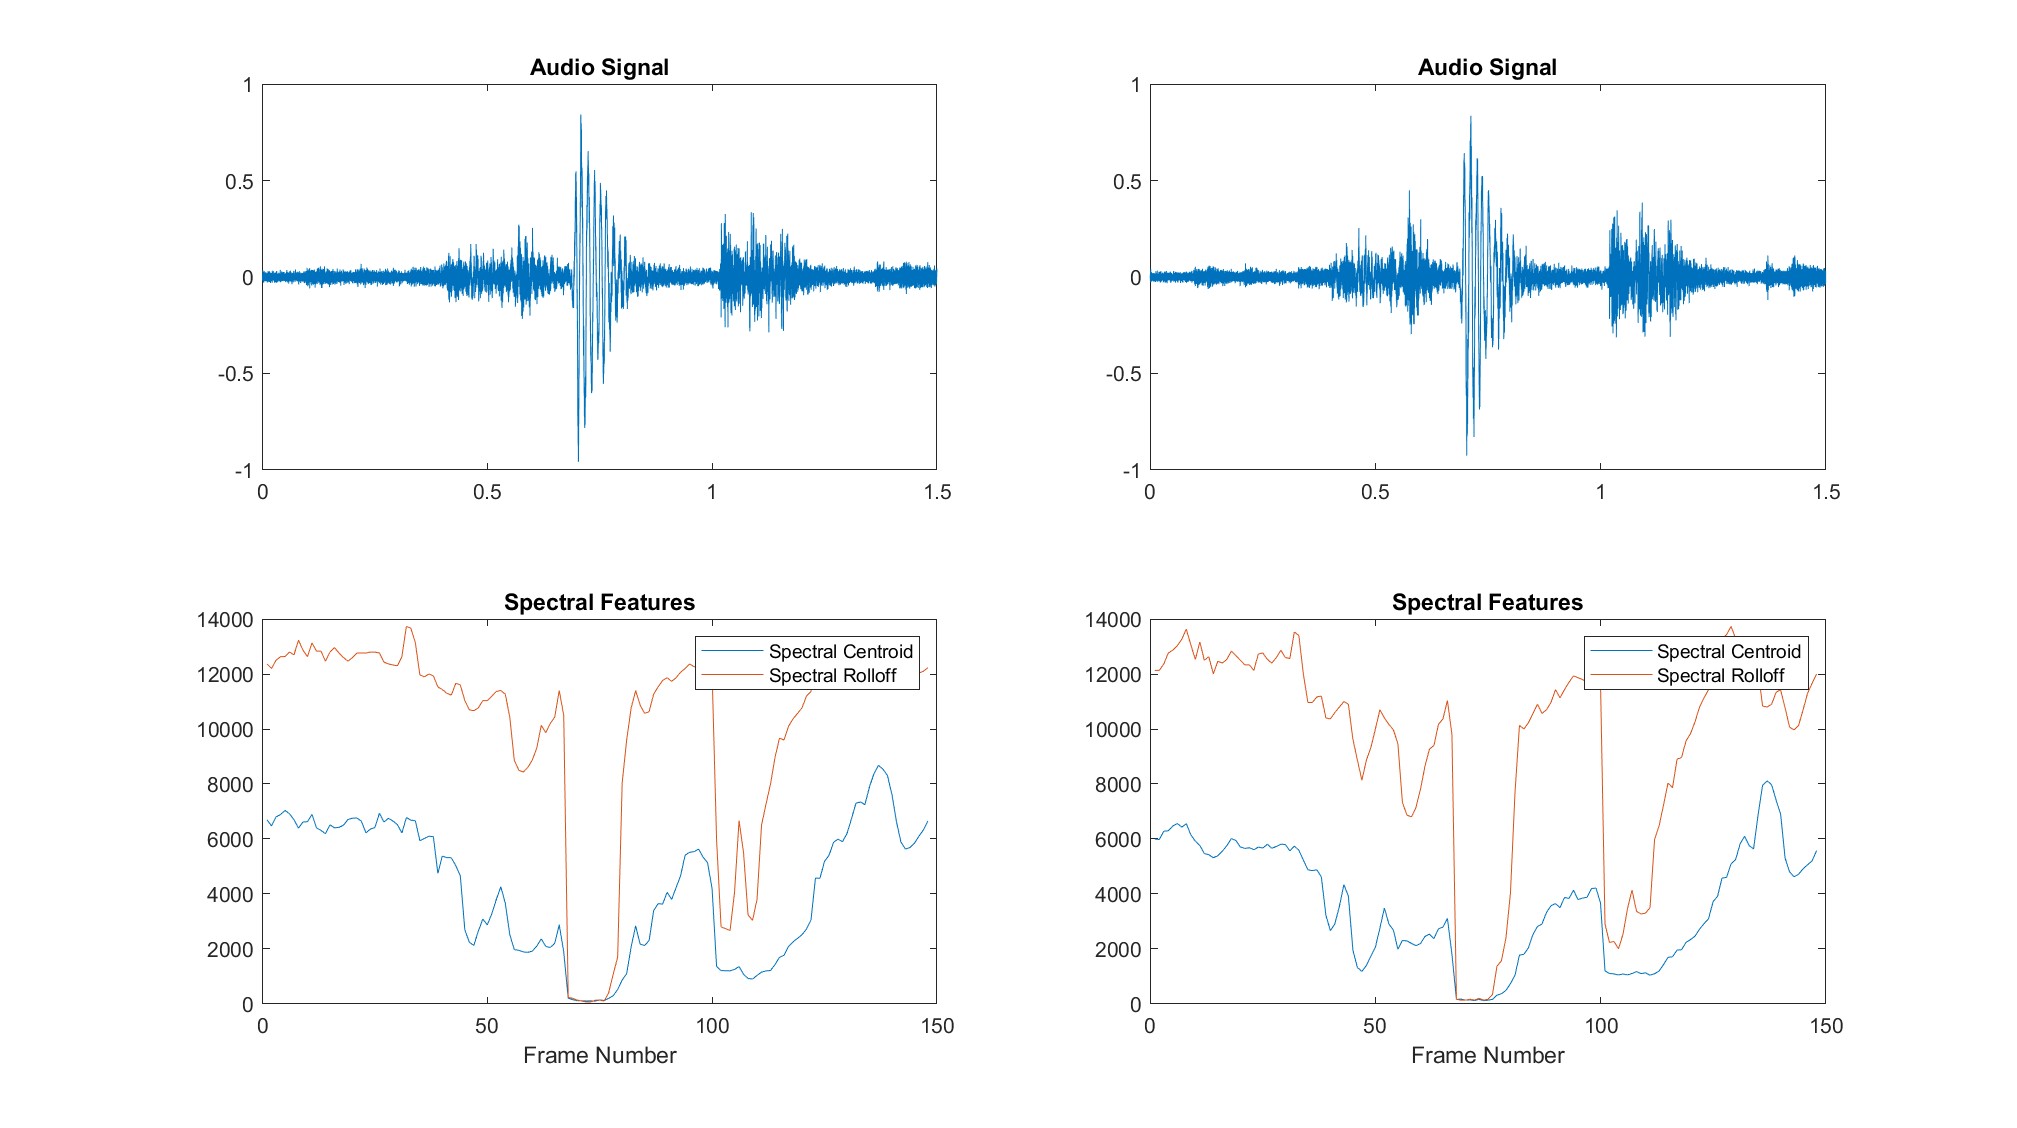 Audio Signal
1
0.5
0
-0.5
-1
0 0.5 1 1.5
Audio Signal
1
0.5
0
-0.5
-1
0 0.5 1 1.5
Spectral Features
14000
12000
10000
8000
6000
4000
2000
0
Spectral Centroid
Spectral Rolloff
0 50 100 150
Frame Number
Spectral Features
14000
12000
10000
8000
6000
4000
2000
0
Spectral Centroid
Spectral Rolloff
0 50 100 150
Frame Number